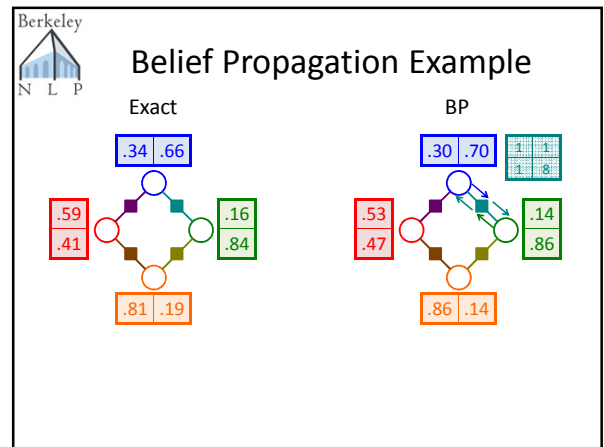 Berkeley
N L P
Belief Propagation Example
Exact
BP
.34 .66
.59
.41
.16
.84
.81 .19
.30 .70
1 1
1 8
.53
.47
.14
.86
.86 .14